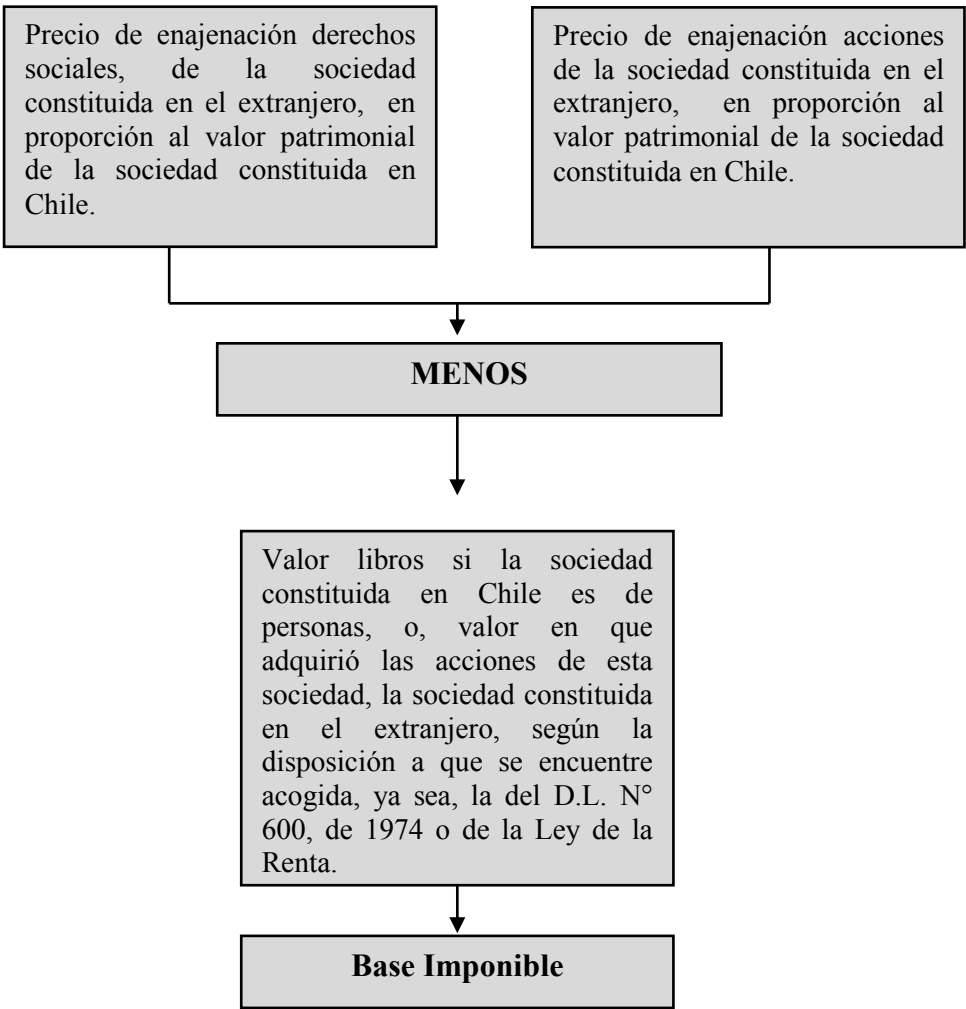 Precio de enajenación derechos
sociales, de la sociedad
constituida en el extranjero, en
proporción al valor patrimonial
de la sociedad constituida en
Chile.
Precio de enajenación acciones
de la sociedad constituida en el
extranjero, en proporción al
valor patrimonial de la sociedad
constituida en Chile.
MENOS
Valor libros si la sociedad
constituida en Chile es de
personas, o, valor en que
adquirió las acciones de esta
sociedad, la sociedad constituida
en el extranjero, según la
disposición a que se encuentre
acogida, ya sea, la del D.L. N°
600, de 1974 o de la Ley de la
Renta.
Base Imponible